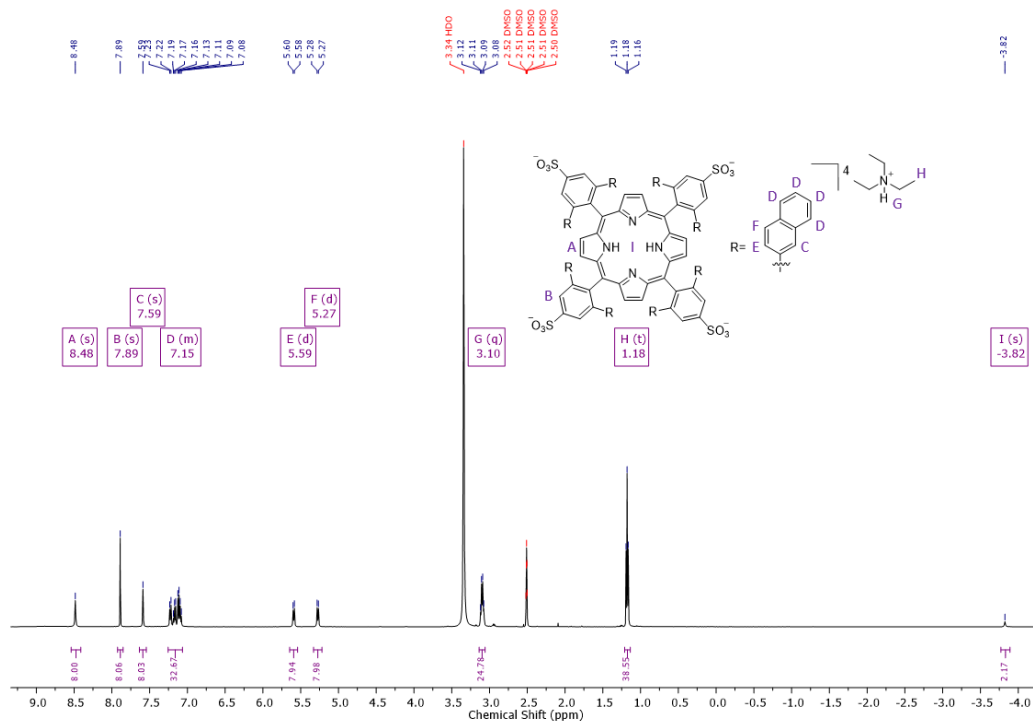 8.48
7.89
7.59
7.23
7.22
7.19
7.17
7.16
7.13
7.11
7.09
7.08
5.60
5.58
5.28
5.27
3.34 HDO
3.12
3.11
3.09
3.08
2.52 DMSO
2.51 DMSO
2.51 DMSO
2.51 DMSO
2.50 DMSO
1.19
1.18
1.16
-3.82
SO₃⁻
⁻O₃S
R
R
R
R
N
A
NH
I
HN
N
R
R
R
R
B
⁻O₃S
SO₃⁻
R=
D
D
D
D
F
E
C
4
N
H
+
G
H
A (s)
8.48
B (s)
7.89
C (s)
7.59
D (m)
7.15
E (d)
5.59
F (d)
5.27
G (q)
3.10
H (t)
1.18
I (s)
-3.82
8.00
8.06
8.03
32.67
7.94
7.98
24.78
38.55
2.17
9.0 8.5 8.0 7.5 7.0 6.5 6.0 5.5 5.0 4.5 4.0 3.5 3.0 2.5 2.0 1.5 1.0 0.5 0.0 -0.5 -1.0 -1.5 -2.0 -2.5 -3.0 -3.5 -4.0
Chemical Shift (ppm)